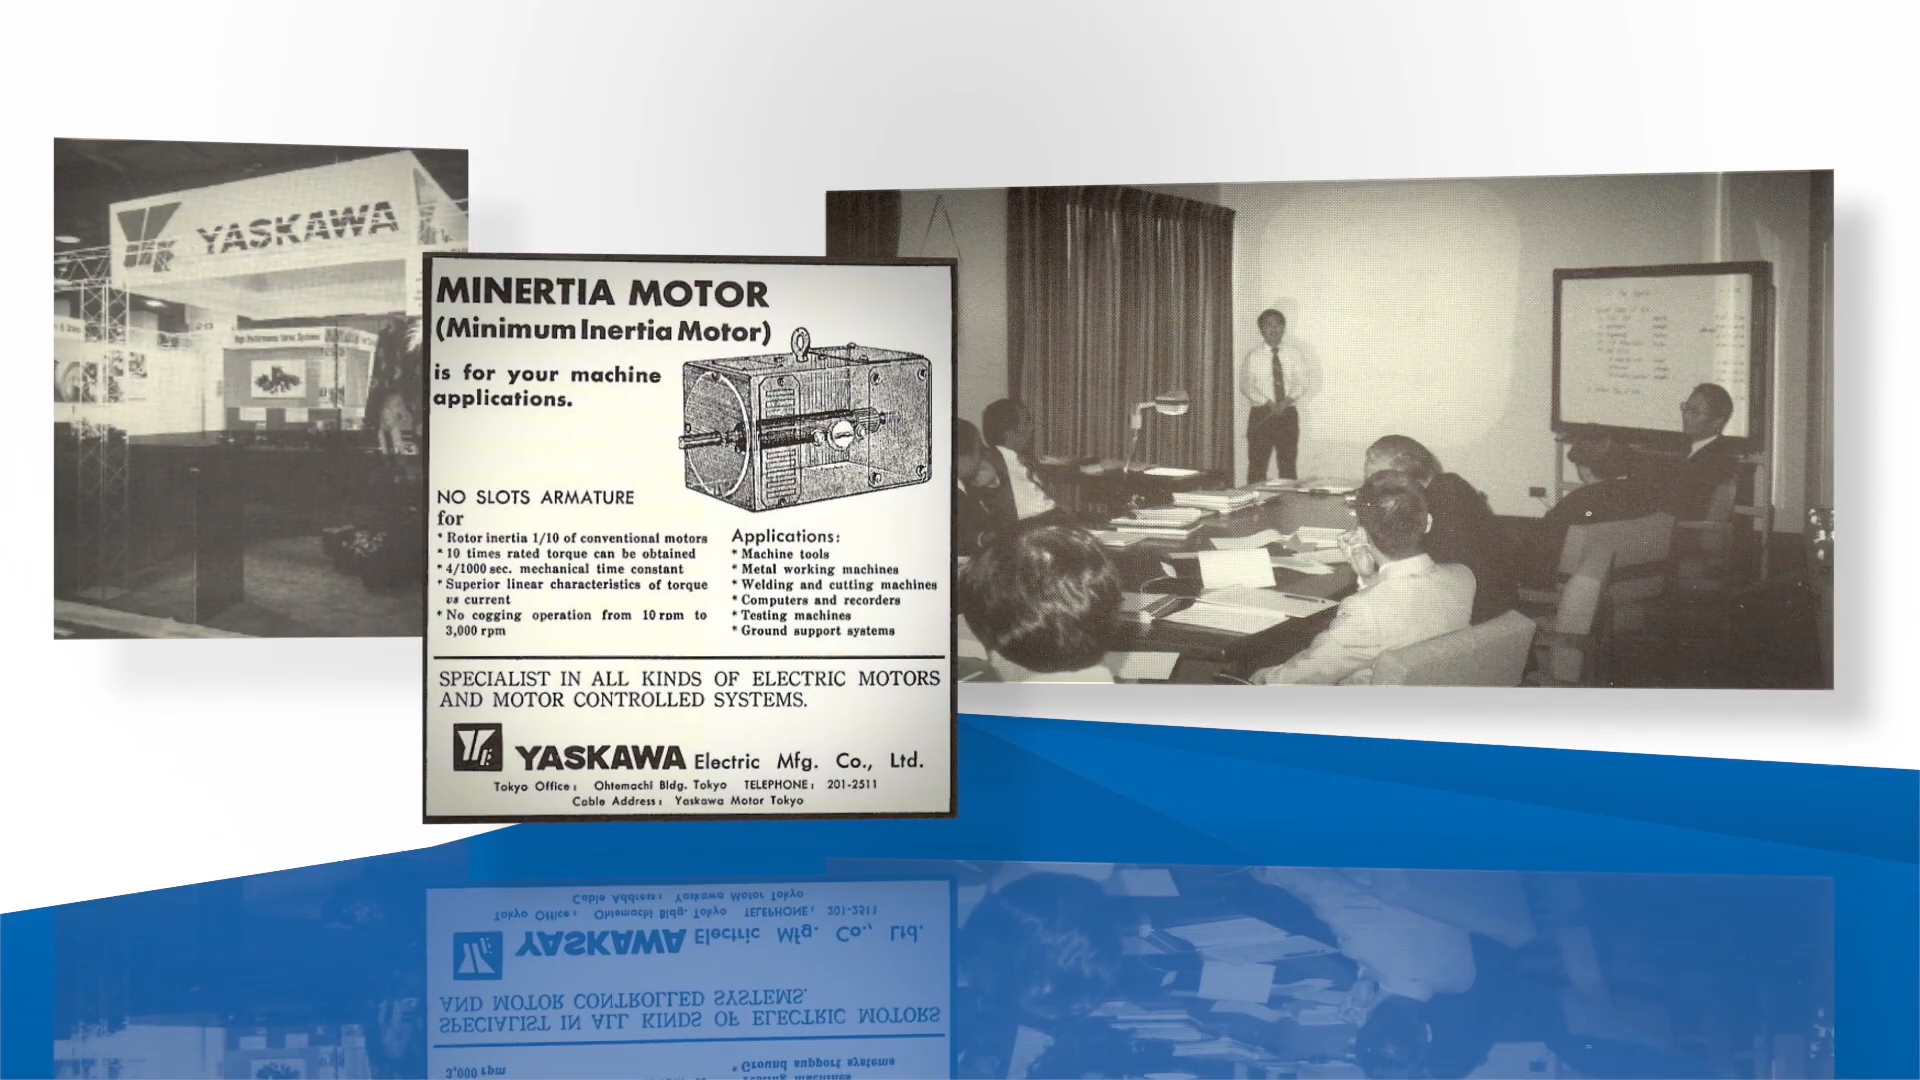 YASKAWA
High Performance Servo Systems
MINERTIA MOTOR
(Minimum Inertia Motor)
is for your machine
applications.
NO SLOTS ARMATURE
for
* Rotor inertia 1/10 of conventional motors
* 10 times rated torque can be obtained
* 4/1000 sec. mechanical time constant
* Superior linear characteristics of torque
vs current
* No cogging operation from 10 rpm to
3,000 rpm
Applications:
* Machine tools
* Metal working machines
* Welding and cutting machines
* Computers and recorders
* Testing machines
* Ground support systems
SPECIALIST IN ALL KINDS OF ELECTRIC MOTORS
AND MOTOR CONTROLLED SYSTEMS.
YASKAWA Electric Mfg. Co., Ltd.
Tokyo Office: Ohtemachi Bldg. Tokyo TELEPHONE: 201-2511
Cable Address: Yaskawa Motor Tokyo